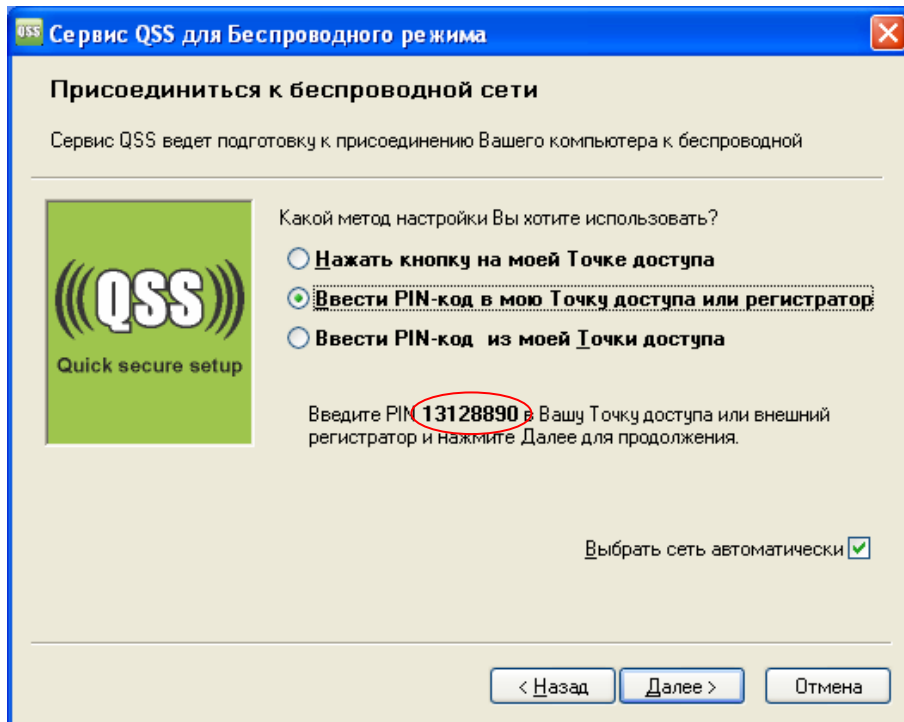 QSS Сервис QSS для Беспроводного режима
Присоединиться к беспроводной сети
Сервис QSS ведет подготовку к присоединению Вашего компьютера к беспроводной
Какой метод настройки Вы хотите использовать?
Нажать кнопку на моей Точке доступа
Ввести PIN-код в мою Точку доступа или регистратор
Ввести PIN-код из моей Точки доступа
(((QSS)))
Quick secure setup
Введите PIN 13128890 в Вашу Точку доступа или внешний
регистратор и нажмите Далее для продолжения.
Выбрать сеть автоматически
< Назад
Далее >
Отмена